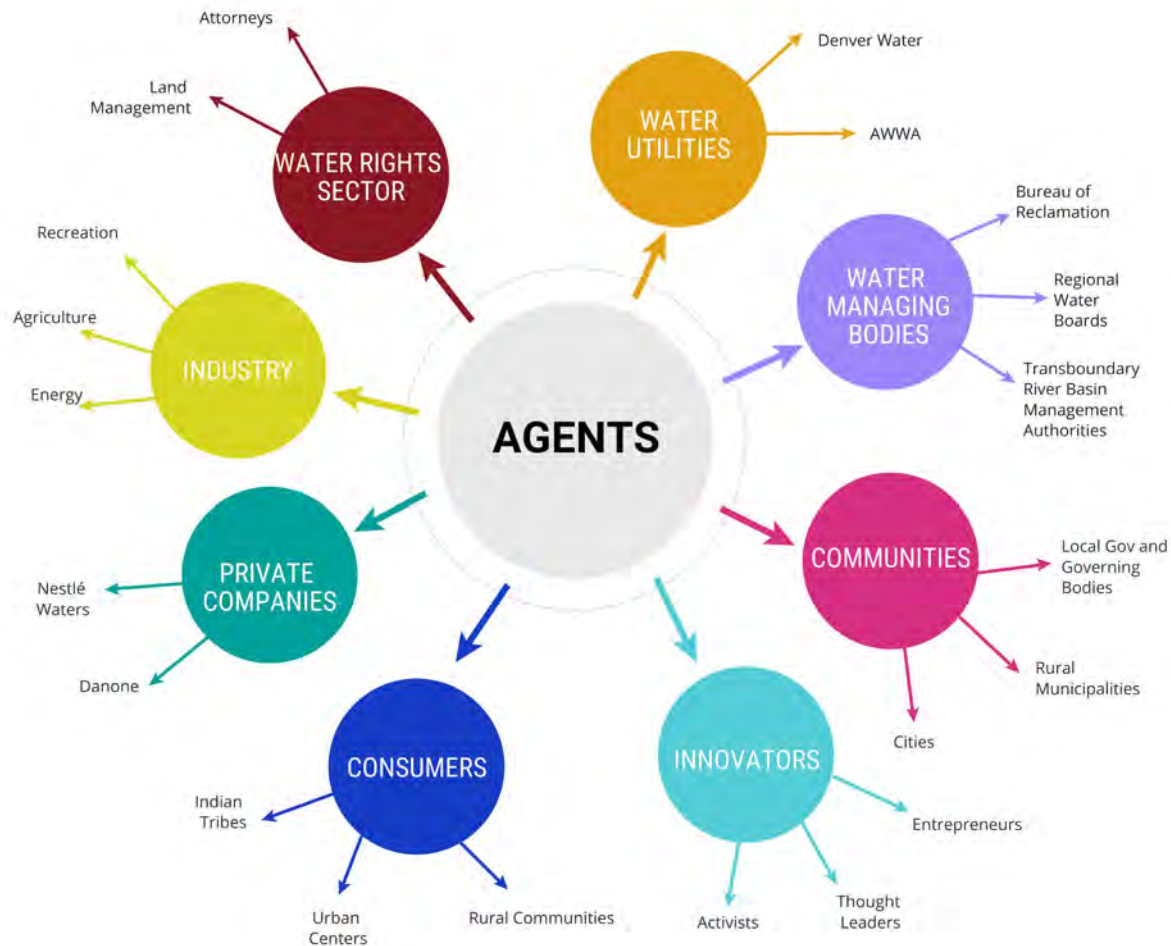 Attorneys
Land
Management
WATER RIGHTS
SECTOR
Denver Water
AWWA
WATER
UTILITIES
Bureau of
Reclamation
Regional
Water
Boards
Transboundary
River Basin
Management
Authorities
WATER
MANAGING
BODIES
Recreation
Agriculture
Energy
INDUSTRY
AGENTS
Local Gov and
Governing
Bodies
Rural
Municipalities
Cities
COMMUNITIES
PRIVATE
COMPANIES
Nestlé
Waters
Danone
CONSUMERS
Indian
Tribes
Urban
Centers
Rural Communities
INNOVATORS
Entrepreneurs
Thought
Leaders
Activists